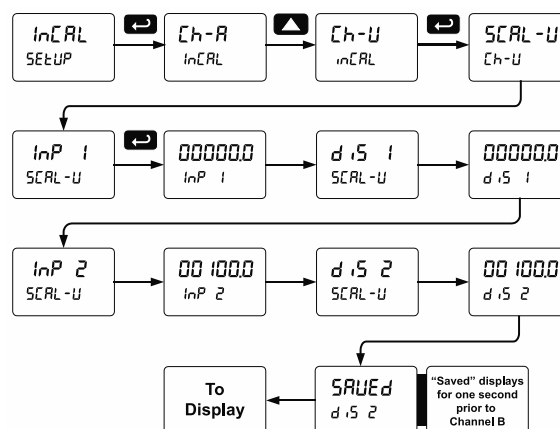 InCAL
SEtUP
Ch-A
InCAL
Ch-U
inCAL
SCAL-U
Ch-U
InP 1
SCAL-U
00000.0
InP 1
diS 1
SCAL-U
00000.0
diS 1
InP 2
SCAL-U
00100.0
InP 2
diS 2
SCAL-U
00100.0
diS 2
To
Display
SAVEd
diS 2
"Saved" displays
for one second
prior to
Channel B